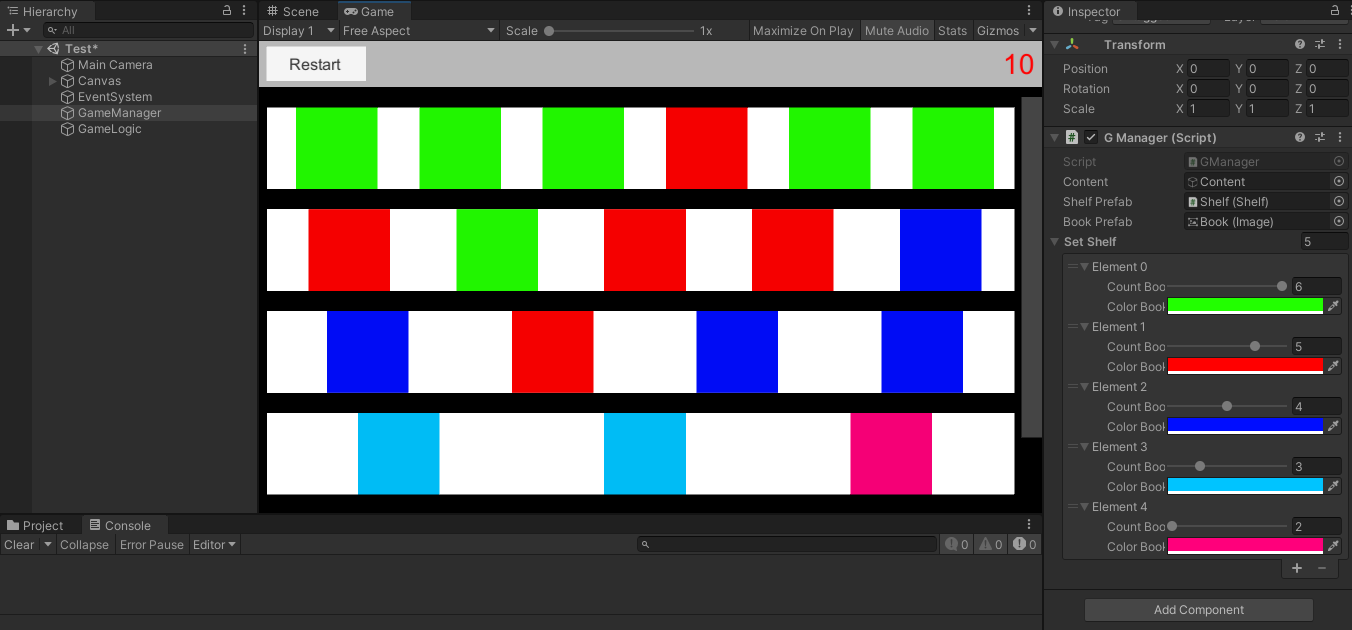 Hierarchy
All
Test*
Main Camera
Canvas
EventSystem
GameManager
GameLogic
Scene
Game
Display 1
Free Aspect
Scale
1x
Maximize On Play
Mute Audio
Stats
Gizmos
Restart
10
Project
Console
Clear
Collapse
Error Pause
Editor
0
0
0
Inspector
Transform
Position X 0 Y 0 Z 0
Rotation X 0 Y 0 Z 0
Scale X 1 Y 1 Z 1
# G Manager (Script)
Script GManager
Content Content
Shelf Prefab Shelf (Shelf)
Book Prefab Book (Image)
Set Shelf 5
Element 0
Count Boo 6
Color Book
Element 1
Count Boo 5
Color Book
Element 2
Count Boo 4
Color Book
Element 3
Count Boo 3
Color Book
Element 4
Count Boo 2
Color Book
+ −
Add Component